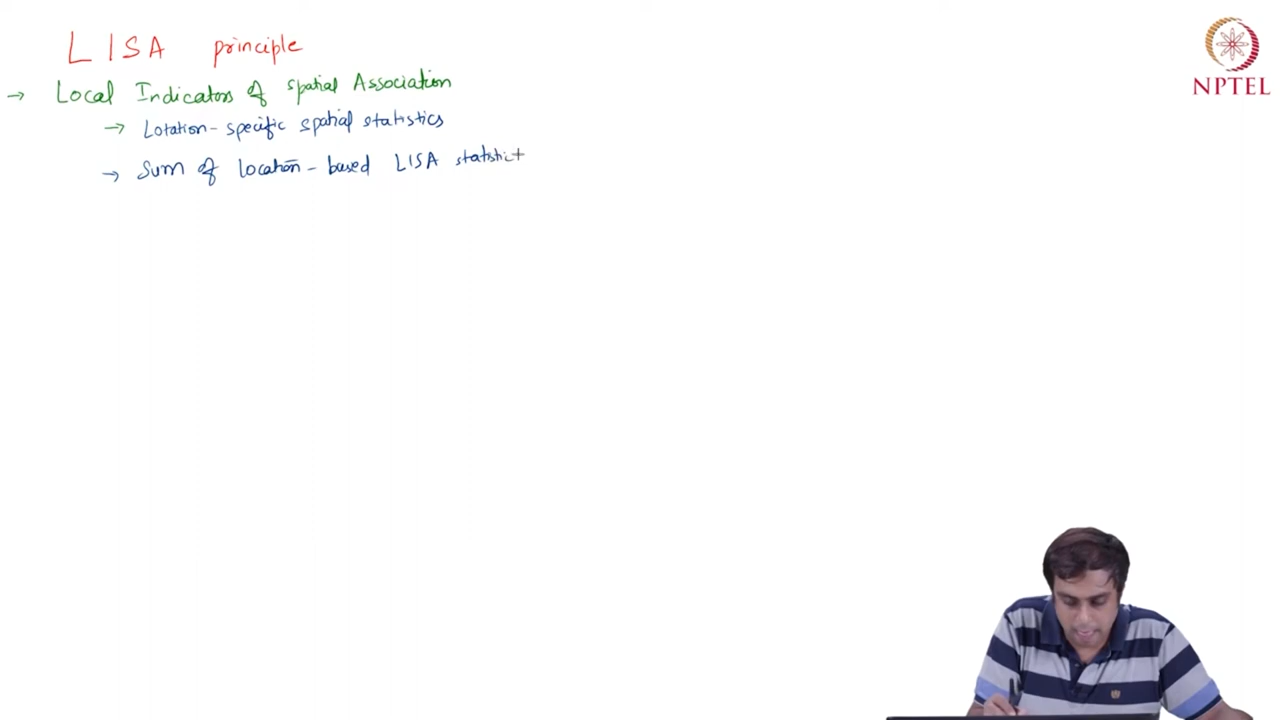 LISA principle
NPTEL
→ Local Indicators of spatial Association
→ Lotation-specific spatial statistics
→ Sum of location-based LISA statistict